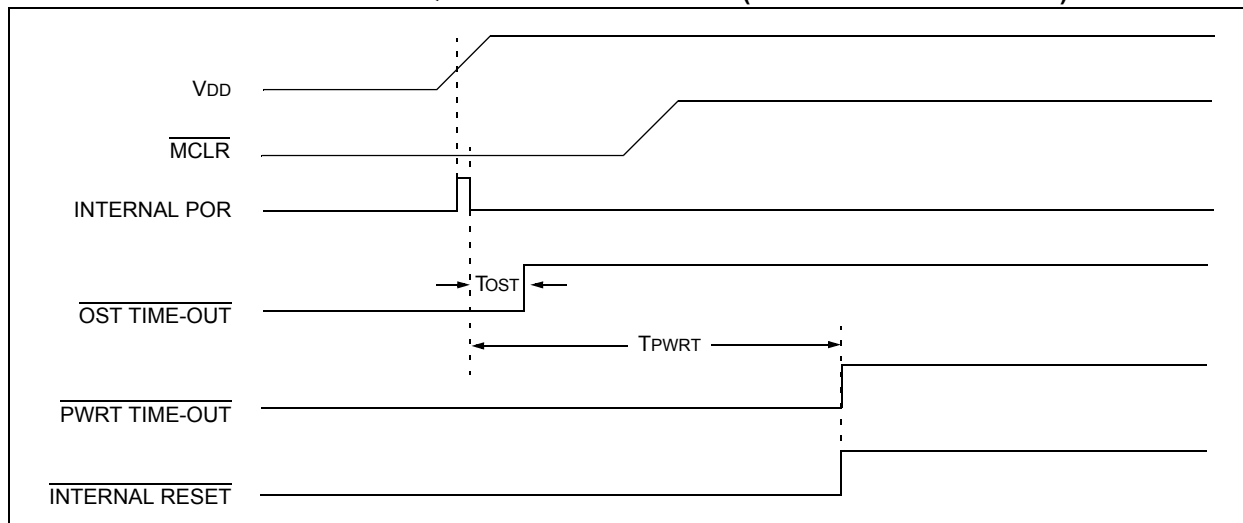 VDD
MCLR
INTERNAL POR
TOST
OST TIME-OUT
TPWRT
PWRT TIME-OUT
INTERNAL RESET